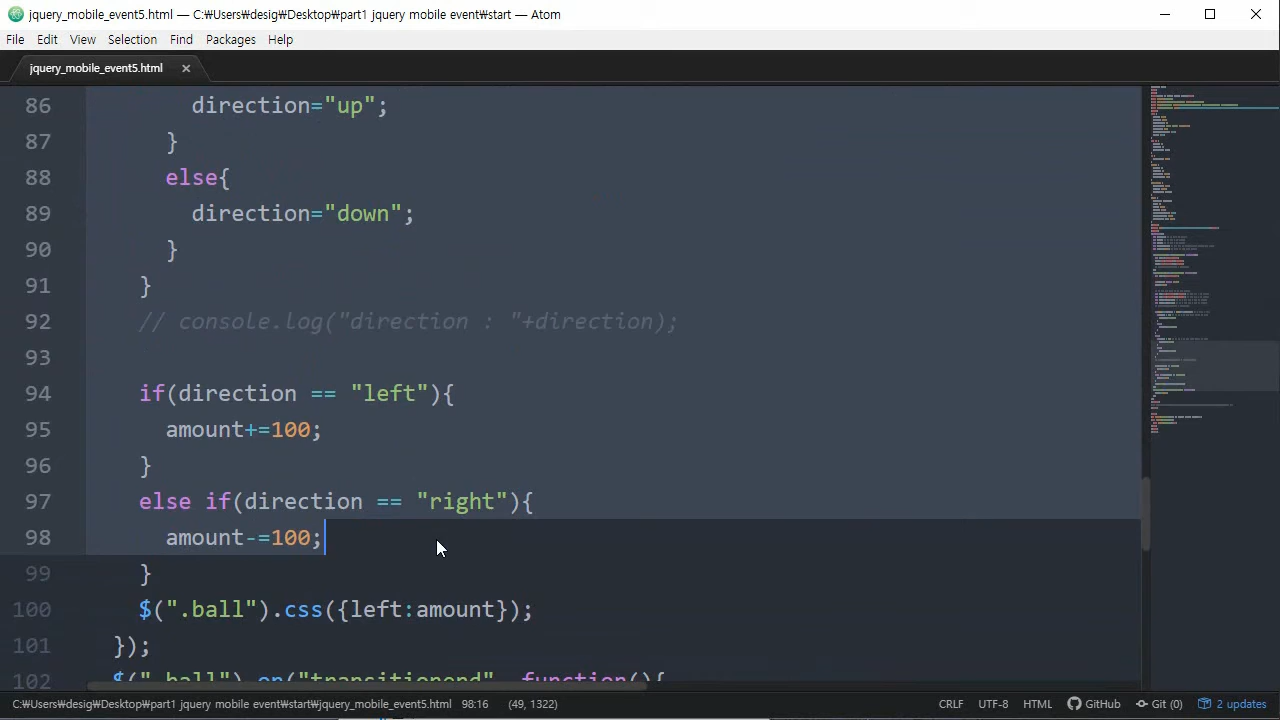 jquery_mobile_event5.html — C:₩Users₩desig₩Desktop₩part1 jquery mobile event₩start — Atom
File Edit View Selection Find Packages Help
jquery_mobile_event5.html
86 direction="up";
87 }
88 else{
89 direction="down";
90 }
91 }
92 //
93
94 if(direction == "left"){
95 amount+=100;
96 }
97 else if(direction == "right"){
98 amount-=100;
99 }
100 $(".ball").css({left:amount});
101 });
102 $(".ball").on("transitionend", function(){
C:₩Users₩desig₩Desktop₩part1 jquery mobile event₩start₩jquery_mobile_event5.html 98:16 (49, 1322) CRLF UTF-8 HTML GitHub Git (0) 2 updates